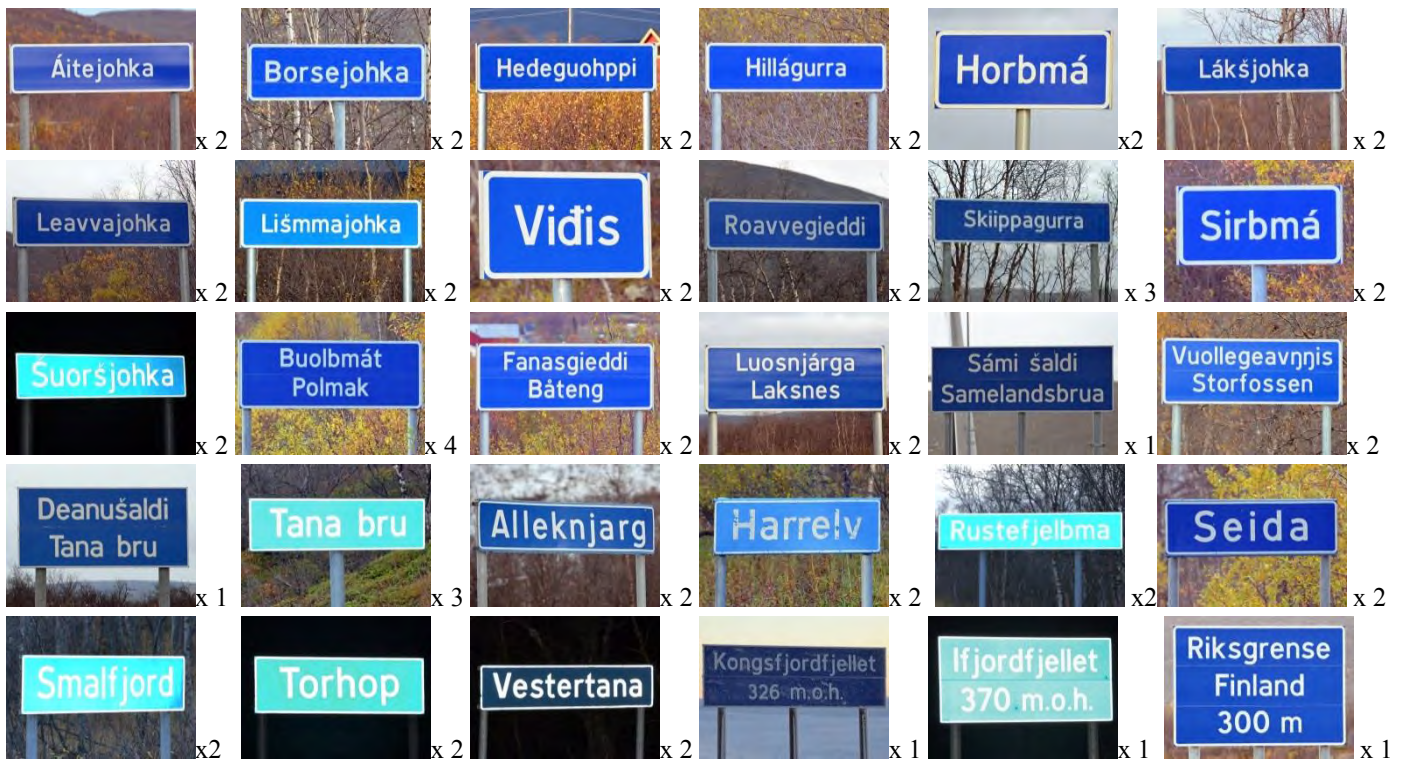 Áitejohka
x 2
Borsejohka
x 2
Hedeguohppi
x 2
Hillágurra
x 2
Horbmá
x2
Lákšjohka
x 2
Leavvajohka
x 2
Lišmmajohka
x 2
Viđis
x 2
Roavvegieddi
x 2
Skiippagurra
x 3
Sirbmá
x 2
Šuoršjohka
x 2
Buolbmát
Polmak
x 4
Fanasgieddi
Båteng
x 2
Luosnjárga
Laksnes
x 2
Sámi šaldi
Samelandsbrua
x 1
Vuollegeavŋŋis
Storfossen
x 2
Deanušaldi
Tana bru
x 1
Tana bru
x 3
Alleknjarg
x 2
Harrelv
x 2
Rustefjelbma
x2
Seida
x 2
Smalfjord
x2
Torhop
x 2
Vestertana
x 2
Kongsfjordfjellet
326 m.o.h.
x 1
Ifjordfjellet
370 m.o.h.
x 1
Riksgrense
Finland
300 m
x 1